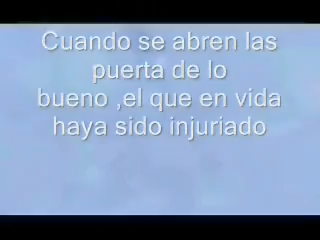 Cuando se abren las
puerta de lo
bueno ,el que en vida
haya sido injuriado